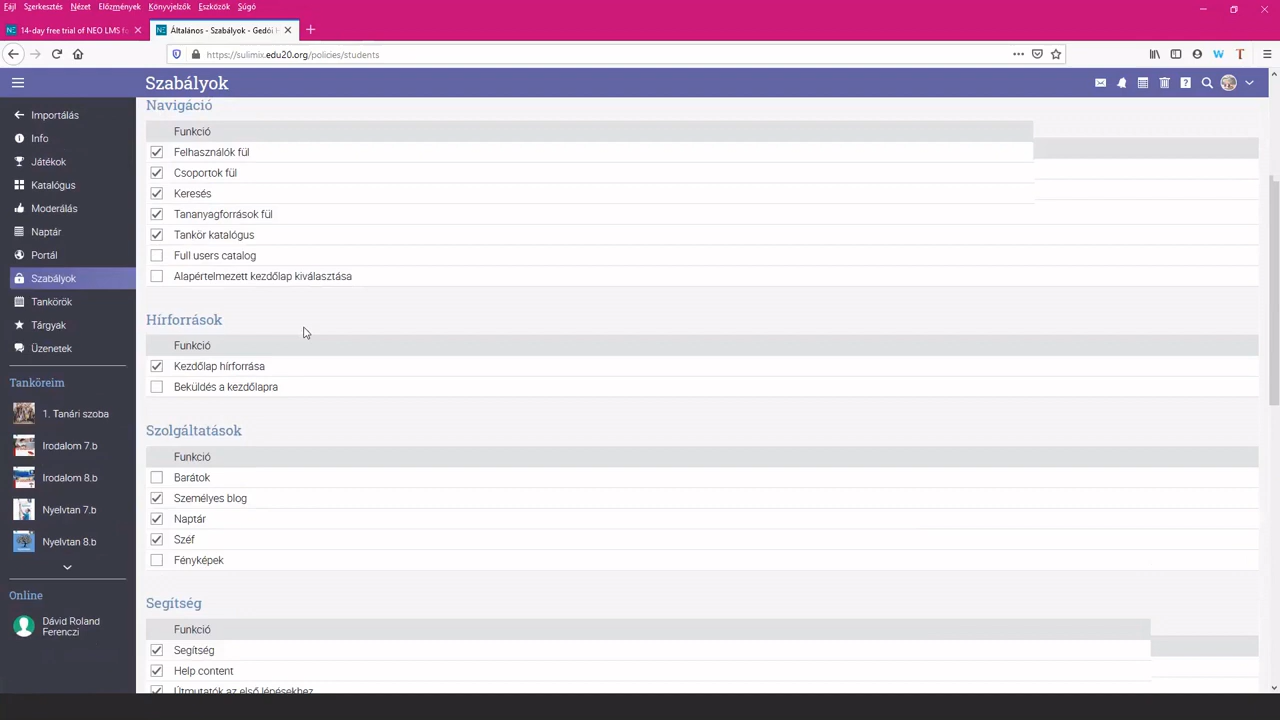 Fájl Szerkesztés Nézet Előzmények Könyvjelzők Eszközök Súgó
14-day free trial of NEO LMS fo
Általános - Szabályok - Gedói H
https://sulimix.edu20.org/policies/students
Szabályok
Importálás
Info
Játékok
Katalógus
Moderálás
Naptár
Portál
Szabályok
Tankörök
Tárgyak
Üzenetek
Tanköreim
1. Tanári szoba
Irodalom 7.b
Irodalom 8.b
Nyelvtan 7.b
Nyelvtan 8.b
Online
Dávid Roland
Ferenczi
Navigáció
Funkció
Felhasználók fül
Csoportok fül
Keresés
Tananyagforrások fül
Tankör katalógus
Full users catalog
Alapértelmezett kezdőlap kiválasztása
Hírforrások
Funkció
Kezdőlap hírforrása
Beküldés a kezdőlapra
Szolgáltatások
Funkció
Barátok
Személyes blog
Naptár
Széf
Fényképek
Segítség
Funkció
Segítség
Help content
Útmutatók az első lépésekhez